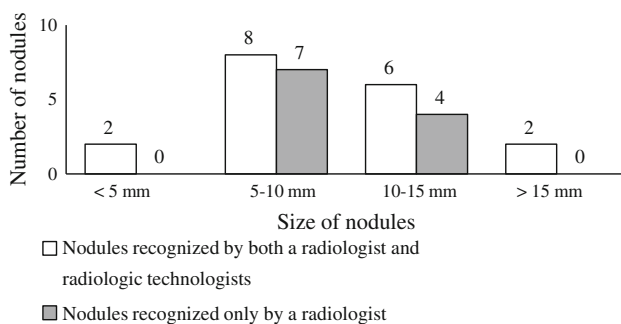 10
8
7
6
4
5
2
0
2
0
0
< 5 mm
5-10 mm
10-15 mm
> 15 mm
Number of nodules
Size of nodules
Nodules recognized by both a radiologist and
radiologic technologists
Nodules recognized only by a radiologist